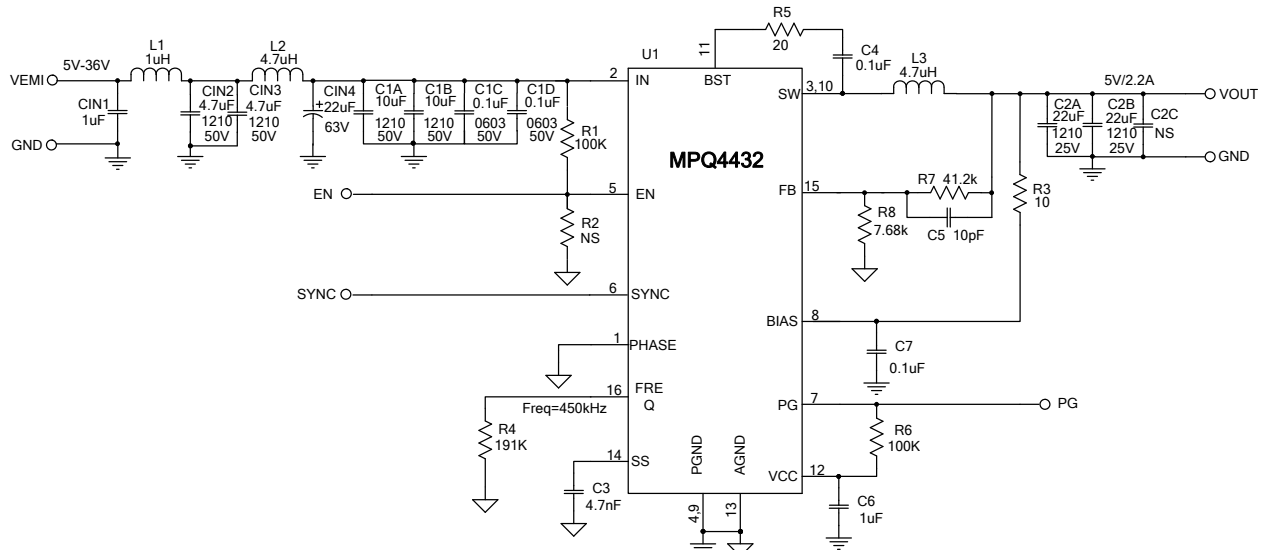 R5
20
U1
11
C4
0.1uF
BST
L1
1uH
5V-36V
VEMI
L2
4.7uH
CIN1
1uF
CIN2
4.7uF
1210
50V
CIN3
4.7uF
1210
50V
CIN4
+
22uF
63V
C1A
10uF
1210
50V
C1B
10uF
1210
50V
C1C
0.1uF
0603
50V
C1D
0.1uF
0603
50V
GND
R1
100K
2
IN
SW
3,10
L3
4.7uH
5V/2.2A
VOUT
C2A
22uF
1210
25V
C2B
22uF
1210
25V
C2C
NS
GND
MPQ4432
EN
5
EN
R2
NS
FB
15
R7 41.2k
R8
7.68k
C5 10pF
R3
10
SYNC
6
SYNC
BIAS
8
C7
0.1uF
1
PHASE
16
FRE
Q
Freq=450kHz
R4
191K
PG
7
PG
R6
100K
14
SS
C3
4.7nF
PGND
AGND
VCC
12
C6
1uF
4,9
13